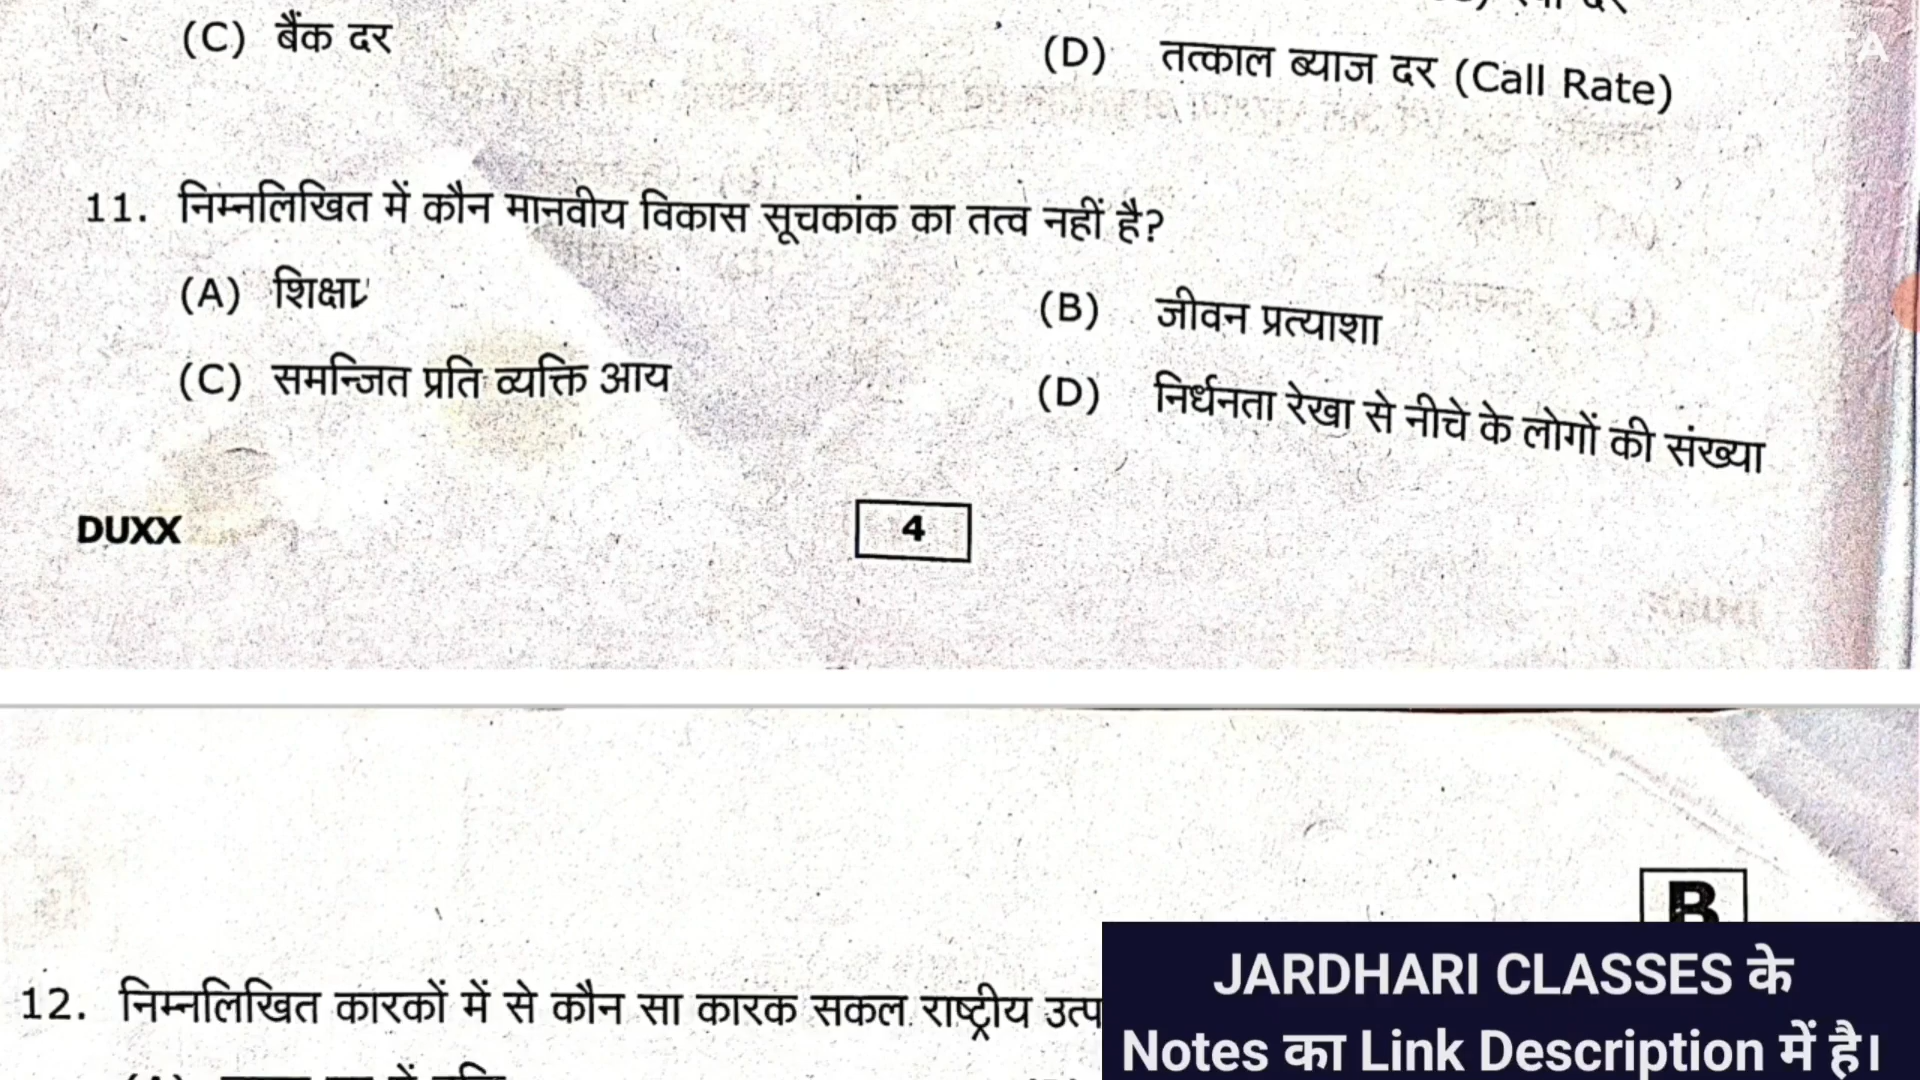 (C) बैंक दर
(D) तत्काल ब्याज दर (Call Rate)
11. निम्नलिखित में कौन मानवीय विकास सूचकांक का तत्व नहीं है?
(A) शिक्षा
(B) जीवन प्रत्याशा
(C) समन्जित प्रति व्यक्ति आय
(D) निर्धनता रेखा से नीचे के लोगों की संख्या
DUXX
4
B
12. निम्नलिखित कारकों में से कौन सा कारक सकल राष्ट्रीय
JARDHARI CLASSES के
Notes का Link Description में है।